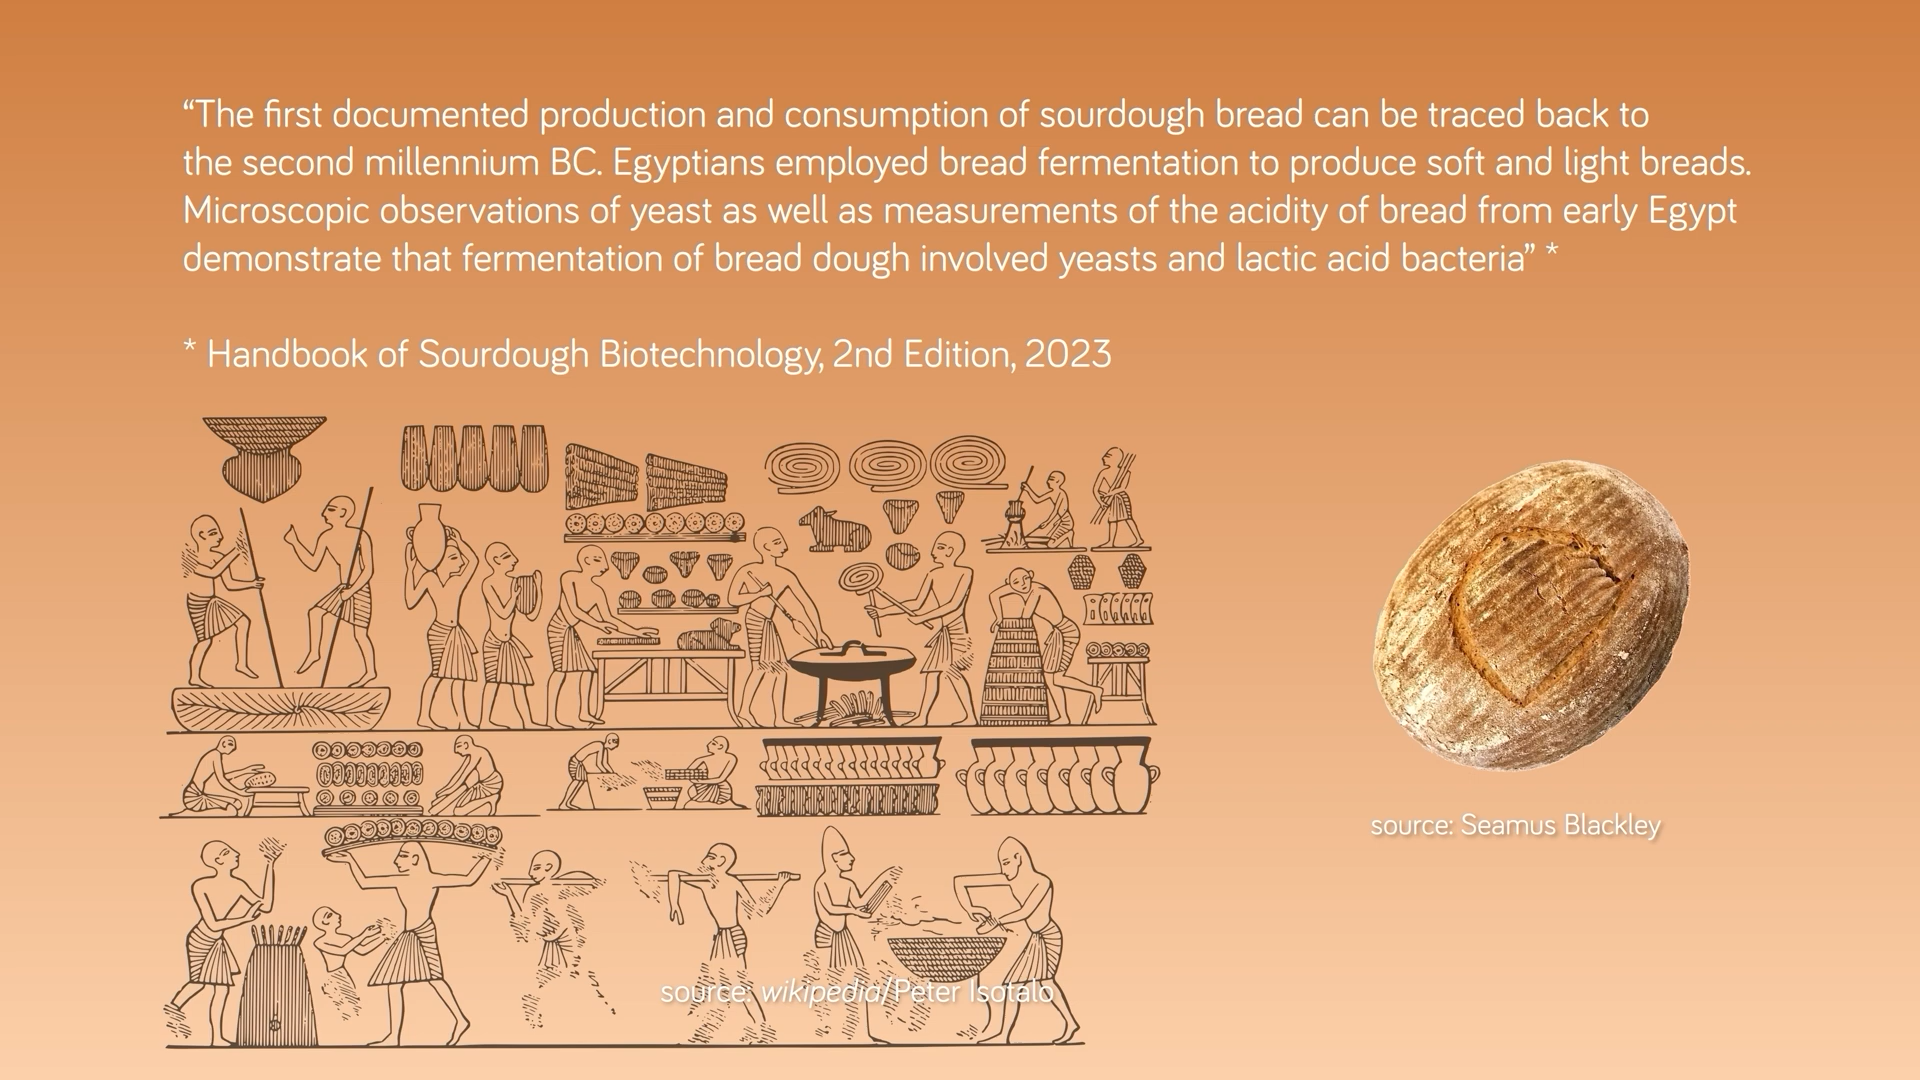 “The first documented production and consumption of sourdough bread can be traced back to
the second millennium BC. Egyptians employed bread fermentation to produce soft and light breads.
Microscopic observations of yeast as well as measurements of the acidity of bread from early Egypt
demonstrate that fermentation of bread dough involved yeasts and lactic acid bacteria” *
* Handbook of Sourdough Biotechnology, 2nd Edition, 2023
source: Seamus Blackley
source: wikipedia/Peter Isotalo